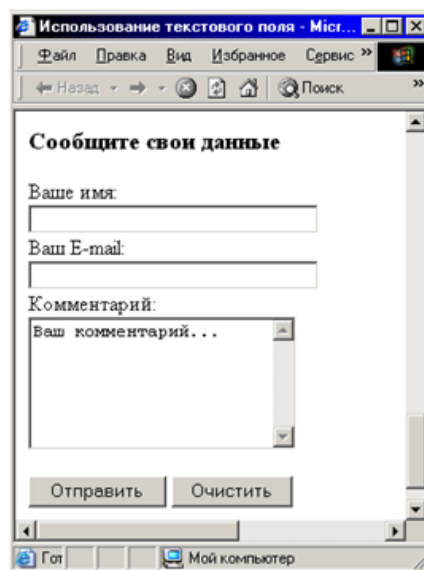 Использование текстового поля - Micr...
Файл Правка Вид Избранное Сервис »
Назад Поиск »
Сообщите свои данные
Ваше имя:
Ваш E-mail:
Комментарий:
Ваш комментарий...
Отправить Очистить
Гот Мой компьютер